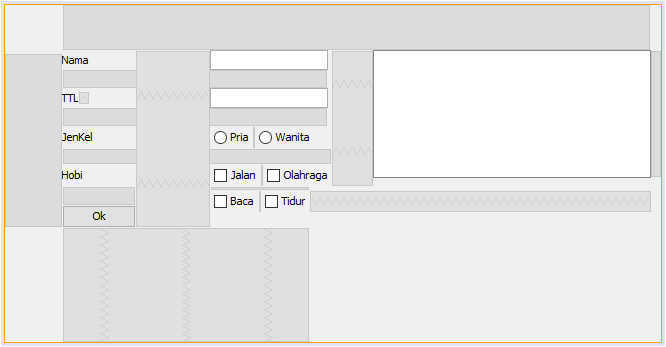 Nama
TTL
JenKel
Pria
Wanita
Hobi
Jalan
Olahraga
Baca
Tidur
Ok